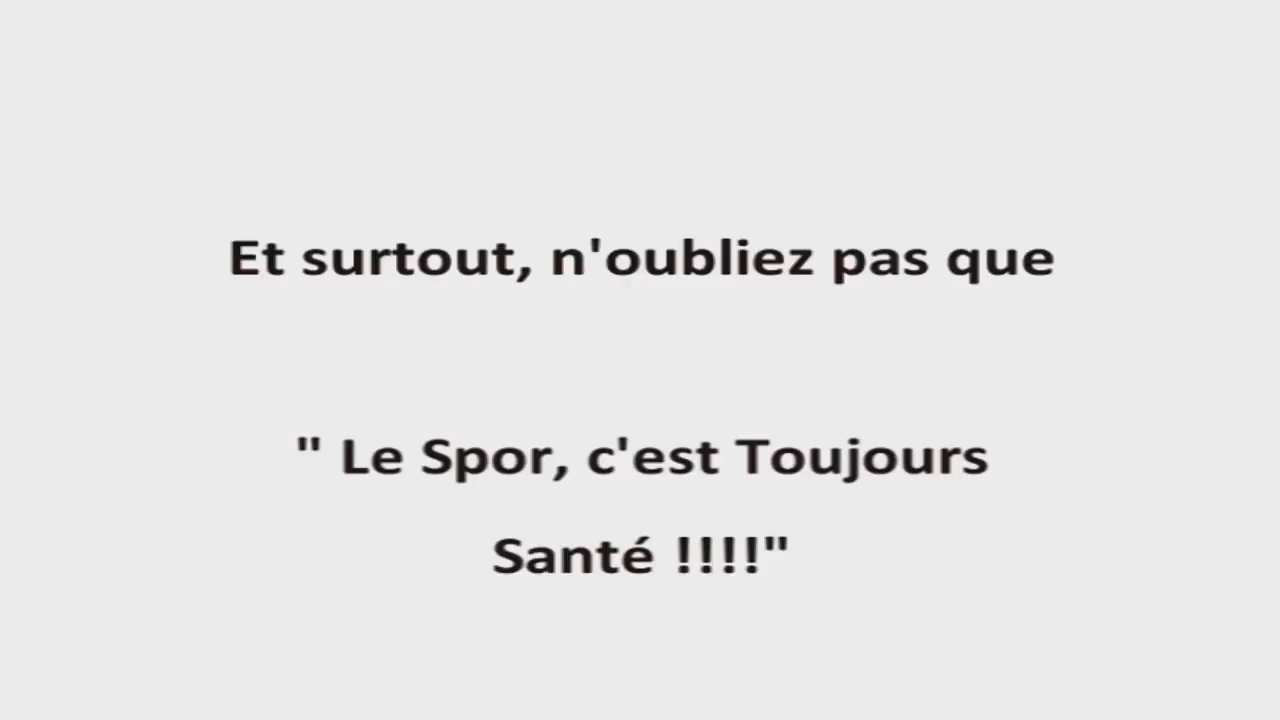 Et surtout, n'oubliez pas que
" Le Spor, c'est Toujours
Santé !!!!"